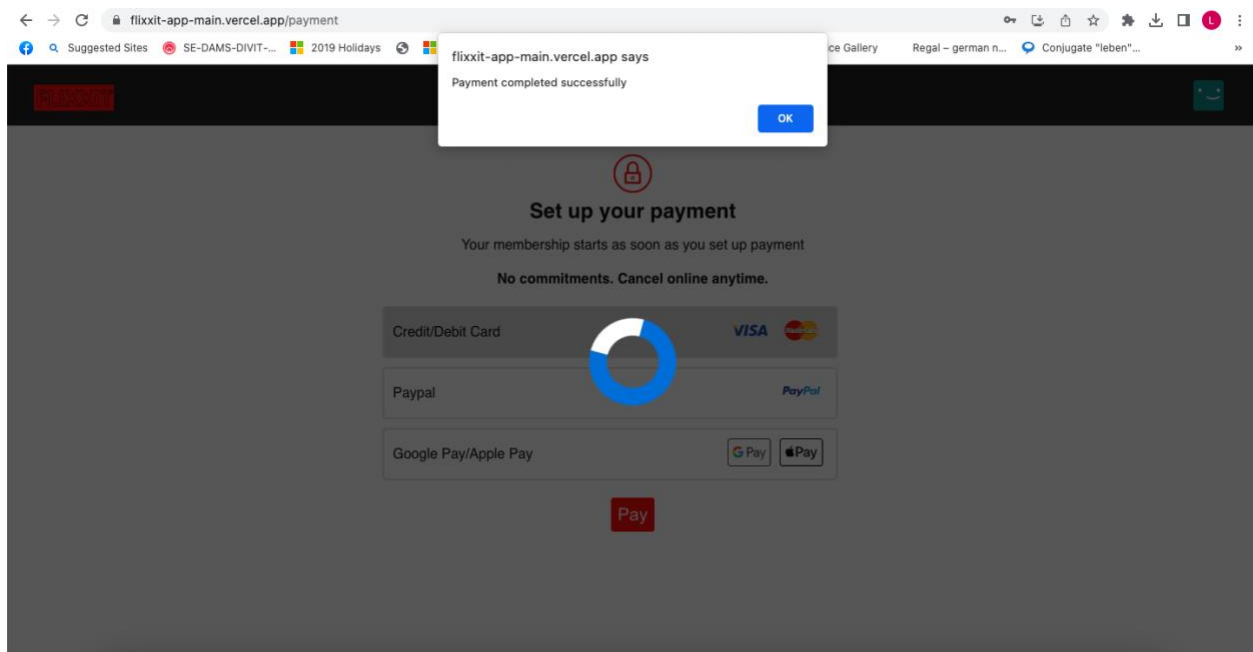 flixxit-app-main.vercel.app/payment
Suggested Sites SE-DAMS-DIVIT-... 2019 Holidays ce Gallery Regal – german n... Conjugate "leben"... »
flixxit-app-main.vercel.app says
Payment completed successfully
OK
FLIXXIT
L
Set up your payment
Your membership starts as soon as you set up payment
No commitments. Cancel online anytime.
Credit/Debit Card VISA MasterCard
Paypal PayPal
Google Pay/Apple Pay G Pay Pay
Pay